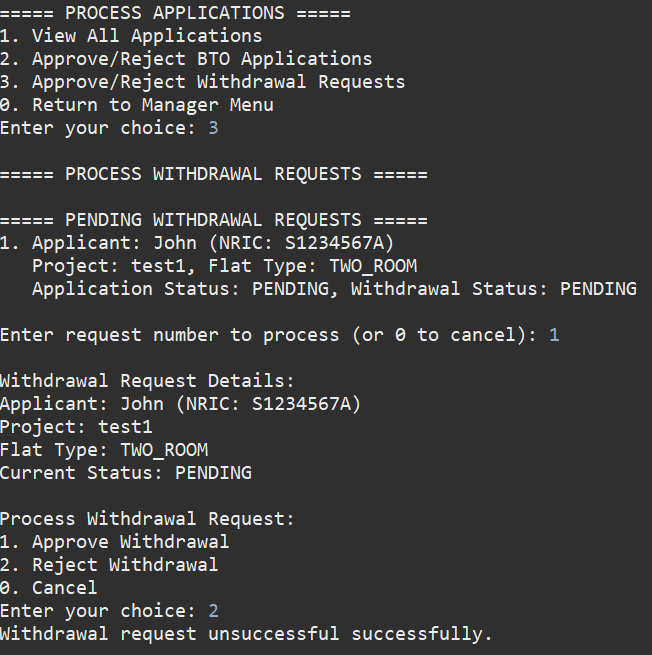 ===== PROCESS APPLICATIONS =====
1. View All Applications
2. Approve/Reject BTO Applications
3. Approve/Reject Withdrawal Requests
0. Return to Manager Menu
Enter your choice: 3
===== PROCESS WITHDRAWAL REQUESTS =====
===== PENDING WITHDRAWAL REQUESTS =====
1. Applicant: John (NRIC: S1234567A)
Project: test1, Flat Type: TWO_ROOM
Application Status: PENDING, Withdrawal Status: PENDING
Enter request number to process (or 0 to cancel): 1
Withdrawal Request Details:
Applicant: John (NRIC: S1234567A)
Project: test1
Flat Type: TWO_ROOM
Current Status: PENDING
Process Withdrawal Request:
1. Approve Withdrawal
2. Reject Withdrawal
0. Cancel
Enter your choice: 2
Withdrawal request unsuccessful successfully.